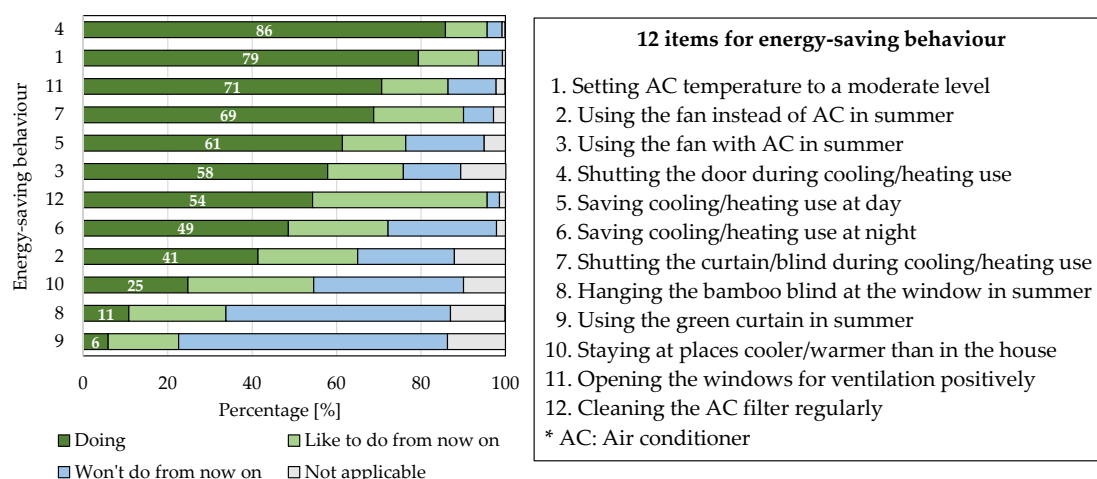 Energy-saving behaviour
4 86
1 79
11 71
7 69
5 61
3 58
12 54
6 49
2 41
10 25
8 11
9 6
0 20 40 60 80 100
Percentage [%]
Doing Like to do from now on
Won't do from now on Not applicable
12 items for energy-saving behaviour
1. Setting AC temperature to a moderate level
2. Using the fan instead of AC in summer
3. Using the fan with AC in summer
4. Shutting the door during cooling/heating use
5. Saving cooling/heating use at day
6. Saving cooling/heating use at night
7. Shutting the curtain/blind during cooling/heating use
8. Hanging the bamboo blind at the window in summer
9. Using the green curtain in summer
10. Staying at places cooler/warmer than in the house
11. Opening the windows for ventilation positively
12. Cleaning the AC filter regularly
* AC: Air conditioner